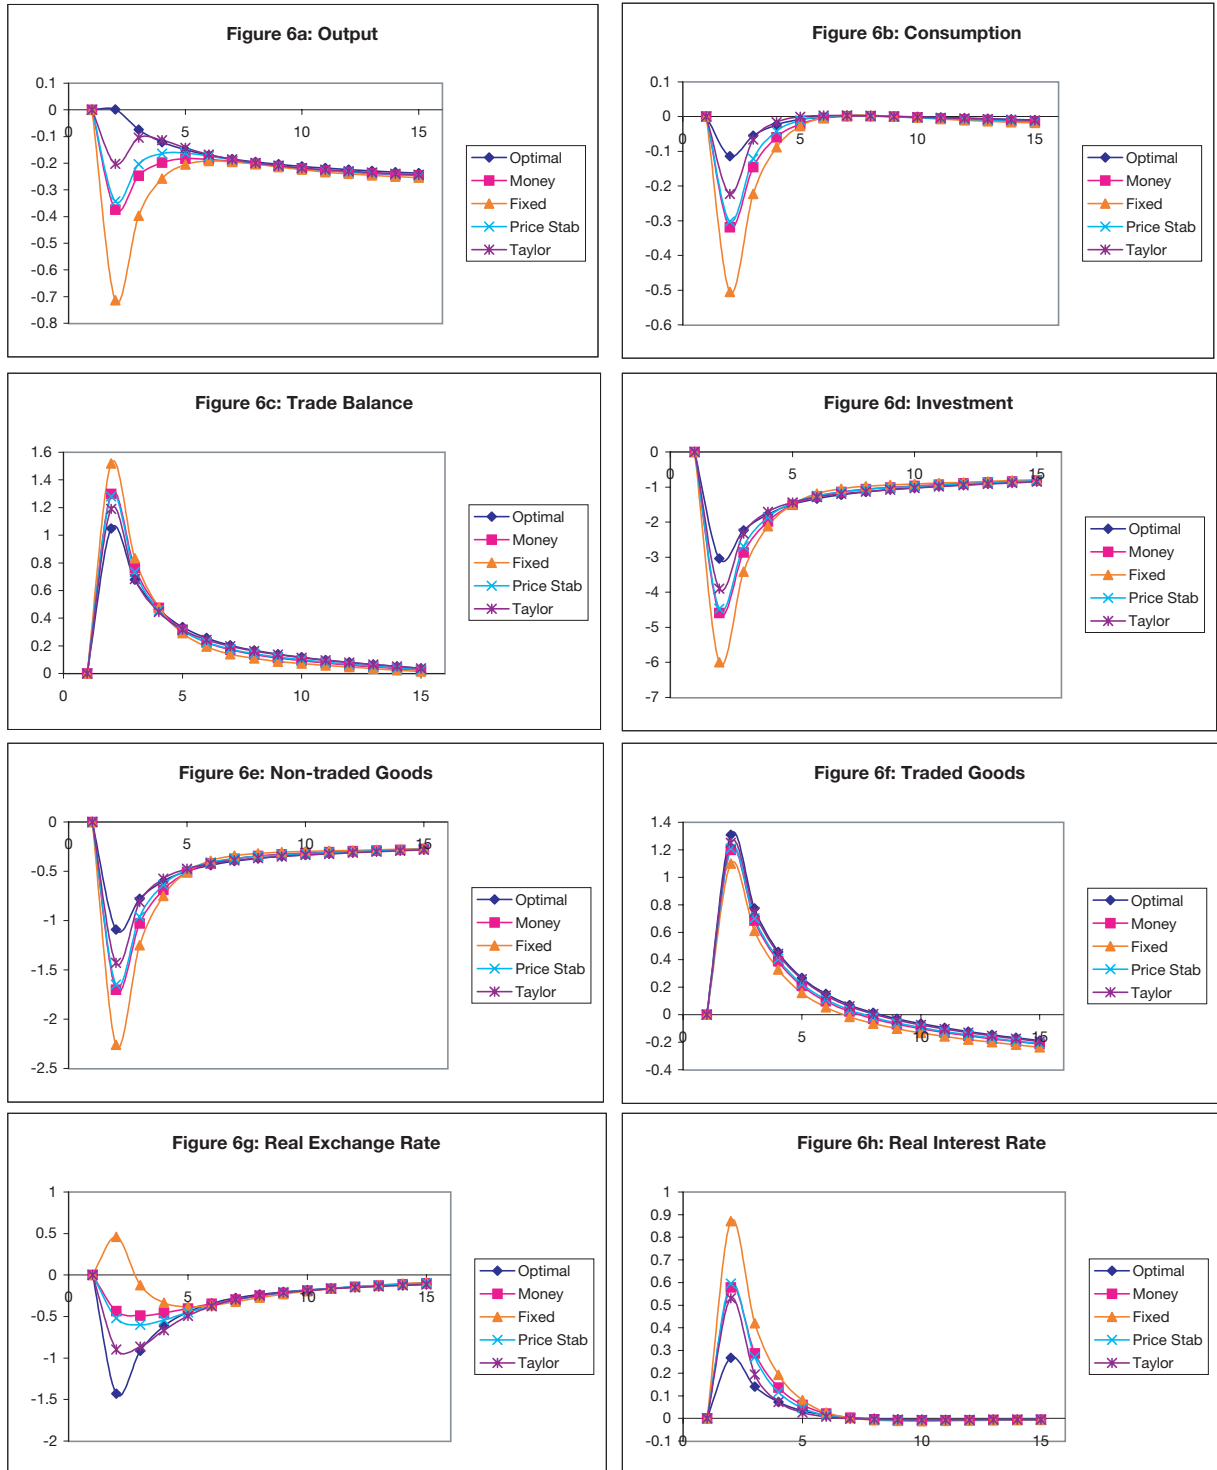 Figure 6a: Output
0.1
0
-0.1
-0.2
-0.3
-0.4
-0.5
-0.6
-0.7
-0.8
0 5 10 15
Optimal
Money
Fixed
Price Stab
Taylor
Figure 6b: Consumption
0.1
0
-0.1
-0.2
-0.3
-0.4
-0.5
-0.6
0 5 10 15
Optimal
Money
Fixed
Price Stab
Taylor
Figure 6c: Trade Balance
1.6
1.4
1.2
1
0.8
0.6
0.4
0.2
0
0 5 10 15
Optimal
Money
Fixed
Price Stab
Taylor
Figure 6d: Investment
0
-1
-2
-3
-4
-5
-6
-7
0 5 10 15
Optimal
Money
Fixed
Price Stab
Taylor
Figure 6e: Non-traded Goods
0
-0.5
-1
-1.5
-2
-2.5
0 5 10 15
Optimal
Money
Fixed
Price Stab
Taylor
Figure 6f: Traded Goods
1.4
1.2
1
0.8
0.6
0.4
0.2
0
-0.2
-0.4
0 5 10 15
Optimal
Money
Fixed
Price Stab
Taylor
Figure 6g: Real Exchange Rate
1
0.5
0
-0.5
-1
-1.5
-2
0 5 10 15
Optimal
Money
Fixed
Price Stab
Taylor
Figure 6h: Real Interest Rate
1
0.9
0.8
0.7
0.6
0.5
0.4
0.3
0.2
0.1
0
-0.1
0 5 10 15
Optimal
Money
Fixed
Price Stab
Taylor